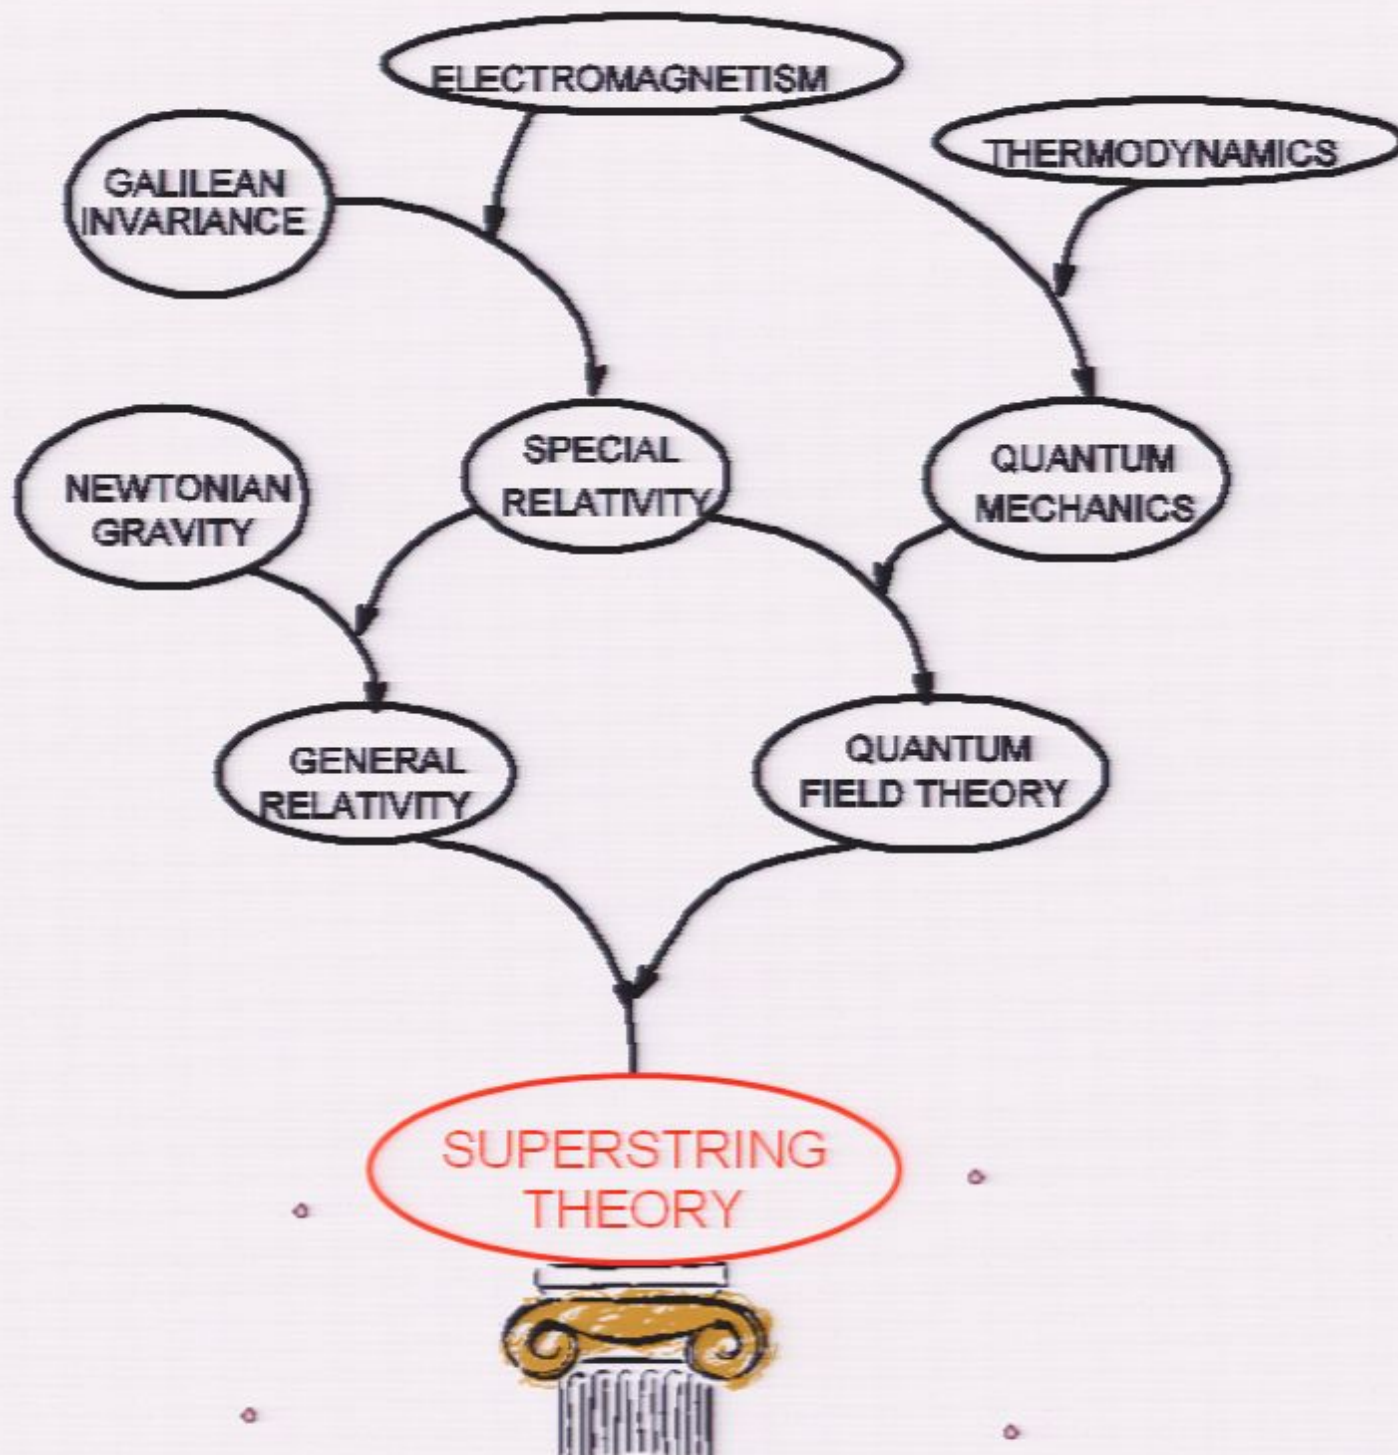 ELECTROMAGNETISM
THERMODYNAMICS
GALILEAN
INVARIANCE
SPECIAL
RELATIVITY
QUANTUM
MECHANICS
NEWTONIAN
GRAVITY
GENERAL
RELATIVITY
QUANTUM
FIELD THEORY
SUPERSTRING
THEORY